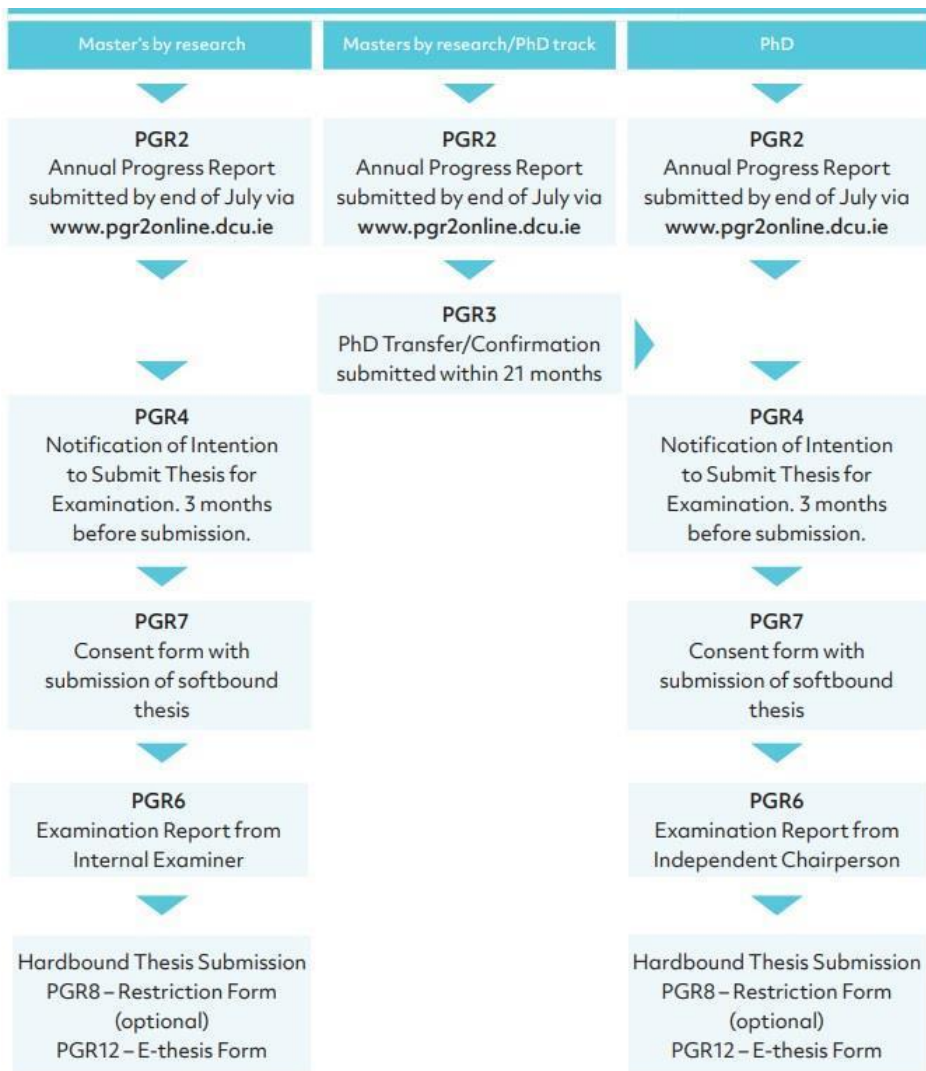 Master's by research
Masters by research/PhD track
PhD
PGR2
Annual Progress Report
submitted by end of July via
www.pgr2online.dcu.ie
PGR2
Annual Progress Report
submitted by end of July via
www.pgr2online.dcu.ie
PGR2
Annual Progress Report
submitted by end of July via
www.pgr2online.dcu.ie
PGR3
PhD Transfer/Confirmation
submitted within 21 months
PGR4
Notification of Intention
to Submit Thesis for
Examination. 3 months
before submission.
PGR4
Notification of Intention
to Submit Thesis for
Examination. 3 months
before submission.
PGR7
Consent form with
submission of softbound
thesis
PGR7
Consent form with
submission of softbound
thesis
PGR6
Examination Report from
Internal Examiner
PGR6
Examination Report from
Independent Chairperson
Hardbound Thesis Submission
PGR8 – Restriction Form
(optional)
PGR12 – E-thesis Form
Hardbound Thesis Submission
PGR8 – Restriction Form
(optional)
PGR12 – E-thesis Form